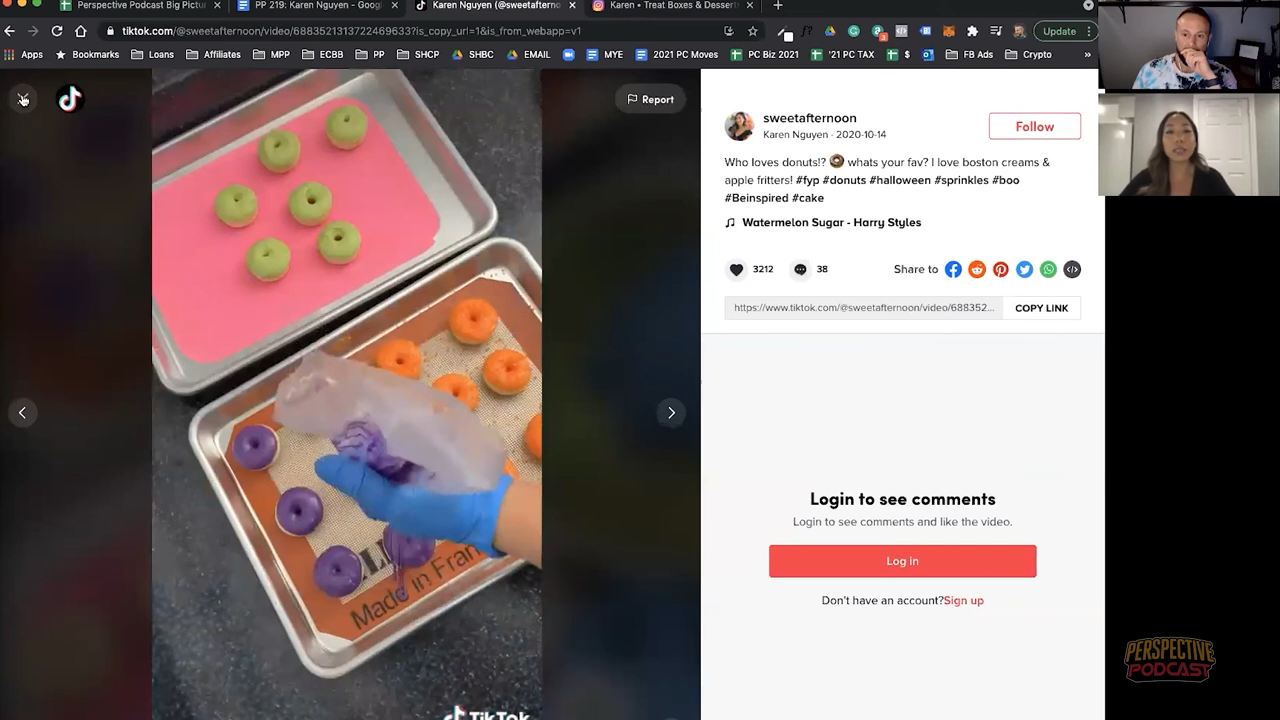 Perspective Podcast Big Pictur
PP 219: Karen Nguyen – Googl
Karen Nguyen (@sweetafterno
Karen • Treat Boxes & Dessert
tiktok.com/@sweetafternoon/video/6883521313722469633?is_copy_url=1&is_from_webapp=v1
Update
Apps
Bookmarks
Loans
Affiliates
MPP
ECBB
PP
SHCP
SHBC
EMAIL
MYE
2021 PC Moves
PC Biz 2021
'21 PC TAX
$
FB Ads
Crypto
»
Report
sweetafternoon
Karen Nguyen · 2020-10-14
Follow
Who loves donuts!? 🍩 whats your fav? I love boston creams &
apple fritters! #fyp #donuts #halloween #sprinkles #boo
#Beinspired #cake
Watermelon Sugar - Harry Styles
3212
38
Share to
https://www.tiktok.com/@sweetafternoon/video/688352...
COPY LINK
Login to see comments
Login to see comments and like the video.
Log in
Don't have an account?Sign up
Made in Fran
TikTok
PERSPECTIVE
PODCAST